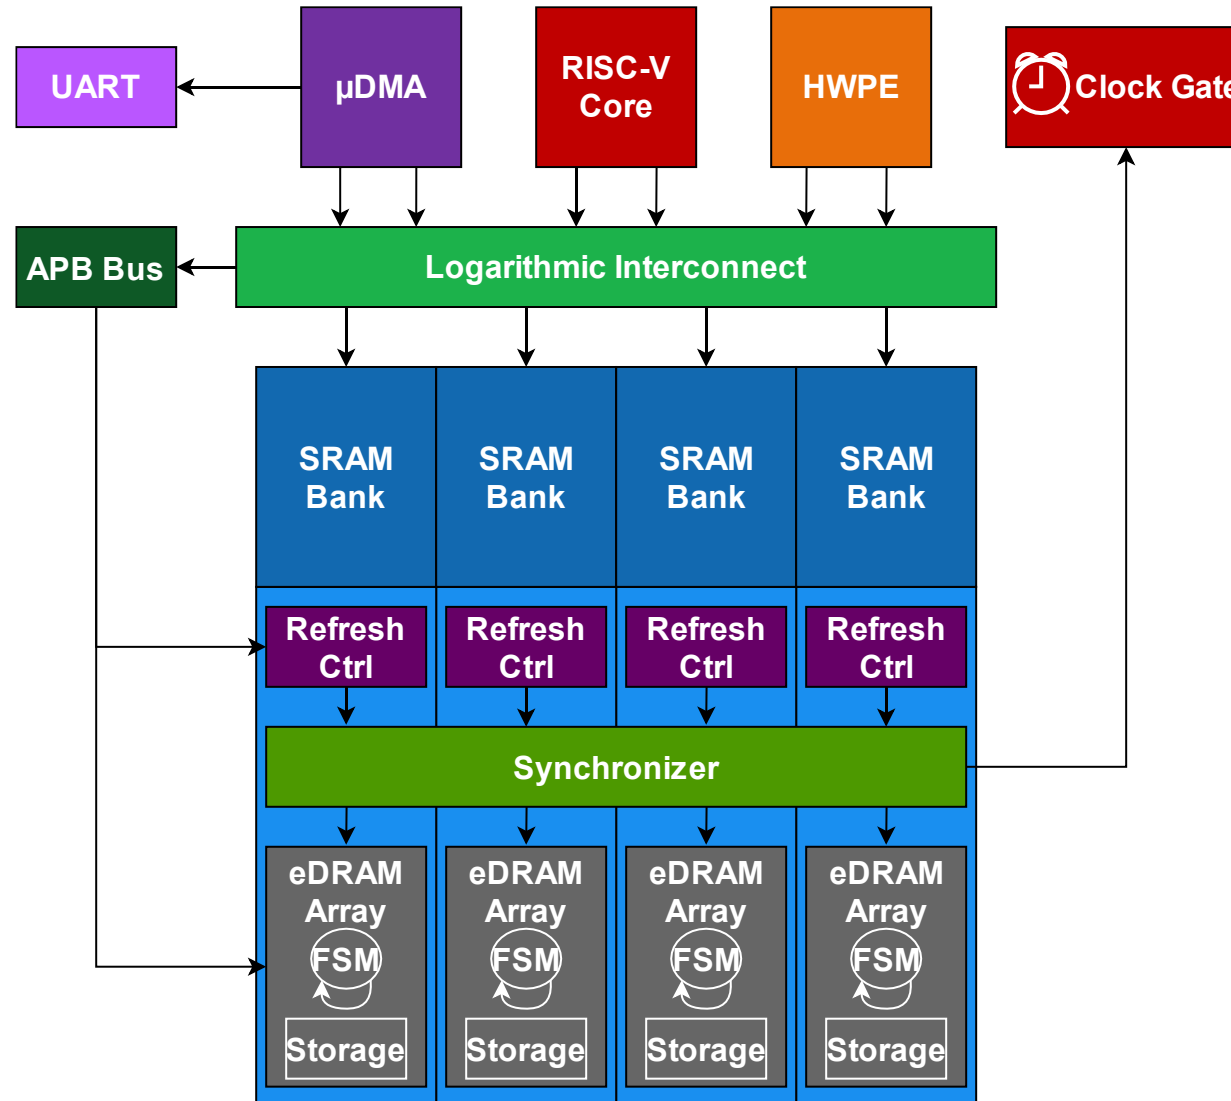 UART
µDMA
RISC-V
Core
HWPE
Clock Gate
APB Bus
Logarithmic Interconnect
SRAM
Bank
SRAM
Bank
SRAM
Bank
SRAM
Bank
Refresh
Ctrl
Refresh
Ctrl
Refresh
Ctrl
Refresh
Ctrl
Synchronizer
eDRAM
Array
FSM
Storage
eDRAM
Array
FSM
Storage
eDRAM
Array
FSM
Storage
eDRAM
Array
FSM
Storage